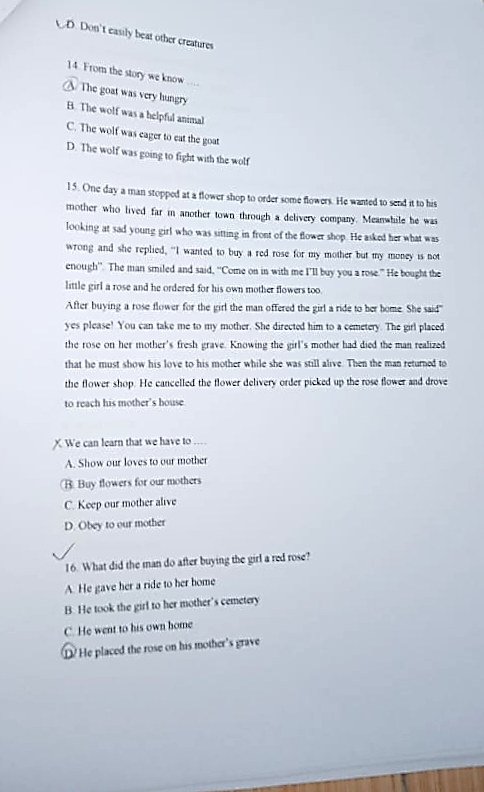 D. Don't easily beat other creatures
14. From the story we know ....
A. The goat was very hungry
B. The wolf was a helpful animal
C. The wolf was eager to eat the goat
D. The wolf was going to fight with the wolf
15. One day a man stopped at a flower shop to order some flowers. He wanted to send it to his
mother who lived far in another town through a delivery company. Meanwhile he was
looking at sad young girl who was sitting in front of the flower shop. He asked her what was
wrong and she replied, "I wanted to buy a red rose for my mother but my money is not
enough". The man smiled and said, "Come on in with me I'll buy you a rose." He bought the
little girl a rose and he ordered for his own mother flowers too.
After buying a rose flower for the girl the man offered the girl a ride to her home. She said"
yes please! You can take me to my mother. She directed him to a cemetery. The girl placed
the rose on her mother's fresh grave. Knowing the girl's mother had died the man realized
that he must show his love to his mother while she was still alive. Then the man returned to
the flower shop. He cancelled the flower delivery order picked up the rose flower and drove
to reach his mother's house.
We can learn that we have to ....
A. Show our loves to our mother
B. Buy flowers for our mothers
C. Keep our mother alive
D. Obey to our mother
16. What did the man do after buying the girl a red rose?
A. He gave her a ride to her home
B. He took the girl to her mother's cemetery
C. He went to his own home
D. He placed the rose on his mother's grave